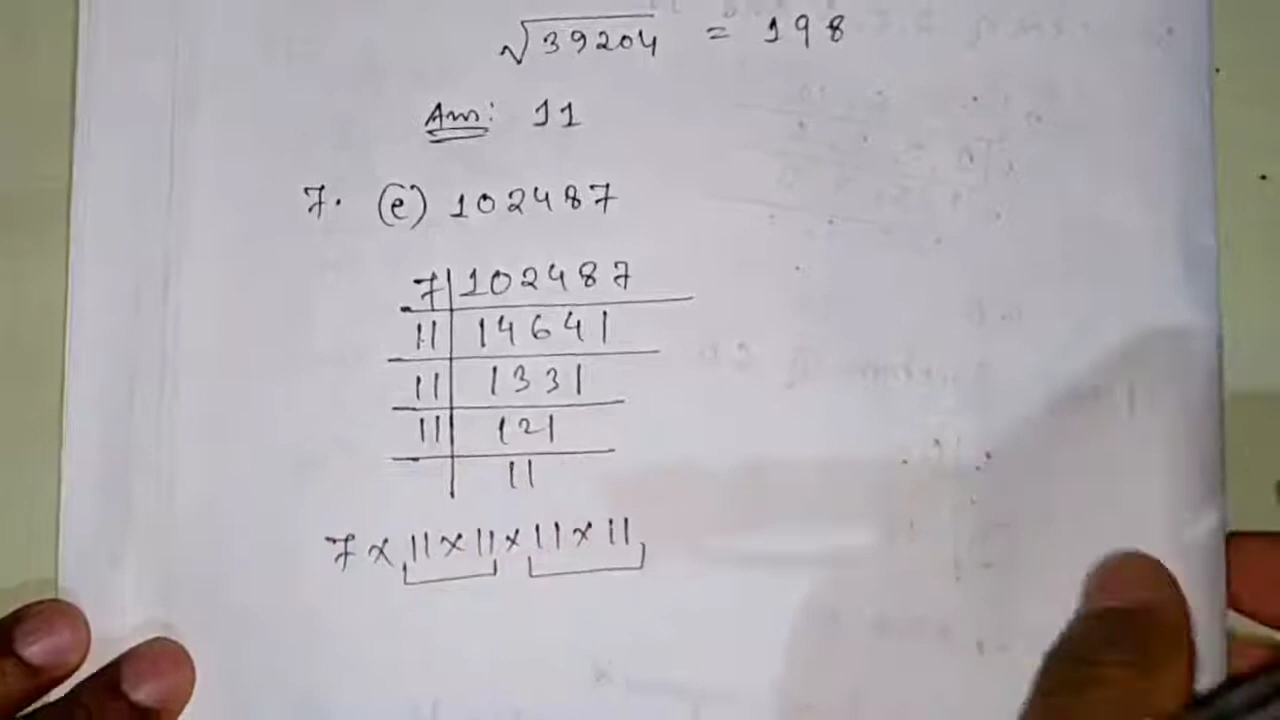 √39204 = 198
Ans: 11
7. (e) 102487
7 | 102487
11 | 14641
11 | 1331
11 | 121
11
7 × 11 × 11 × 11 × 11